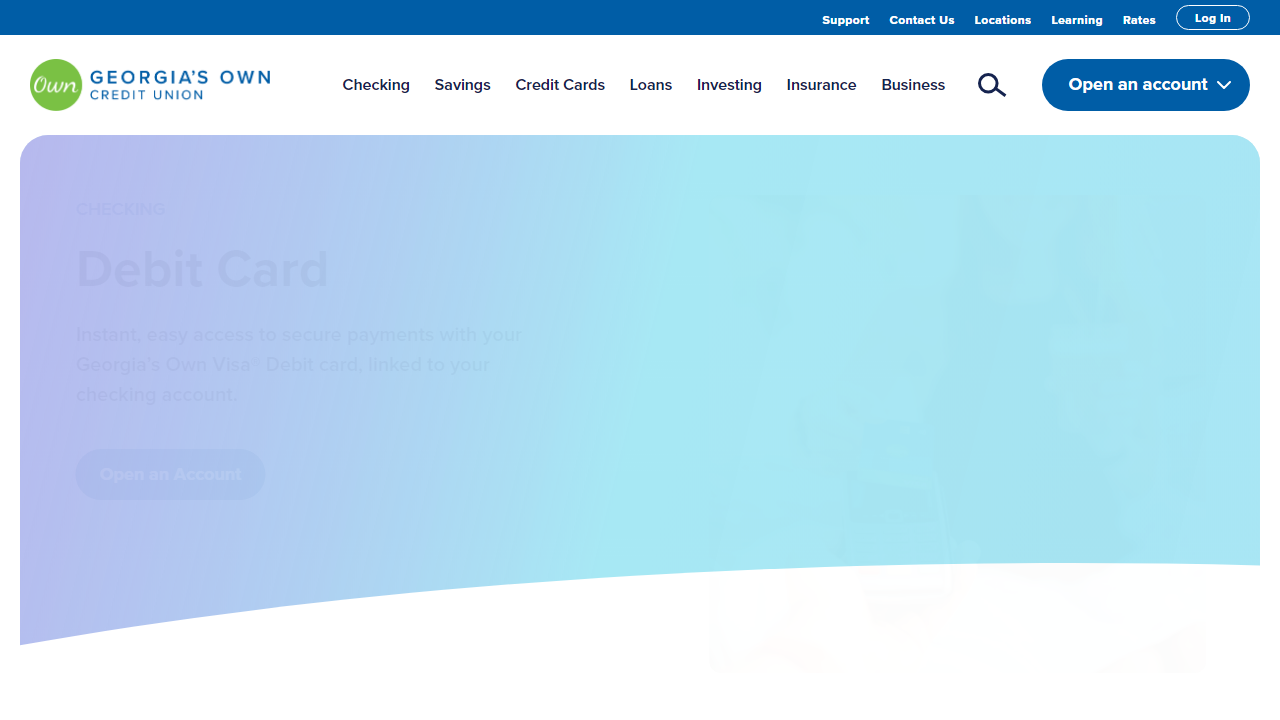 Support Contact Us Locations Learning Rates Log In
Own GEORGIA'S OWN
CREDIT UNION
Checking Savings Credit Cards Loans Investing Insurance Business Open an account
CHECKING
Debit Card
Instant, easy access to secure payments with your
Georgia's Own Visa® Debit card, linked to your
checking account.
Open an Account